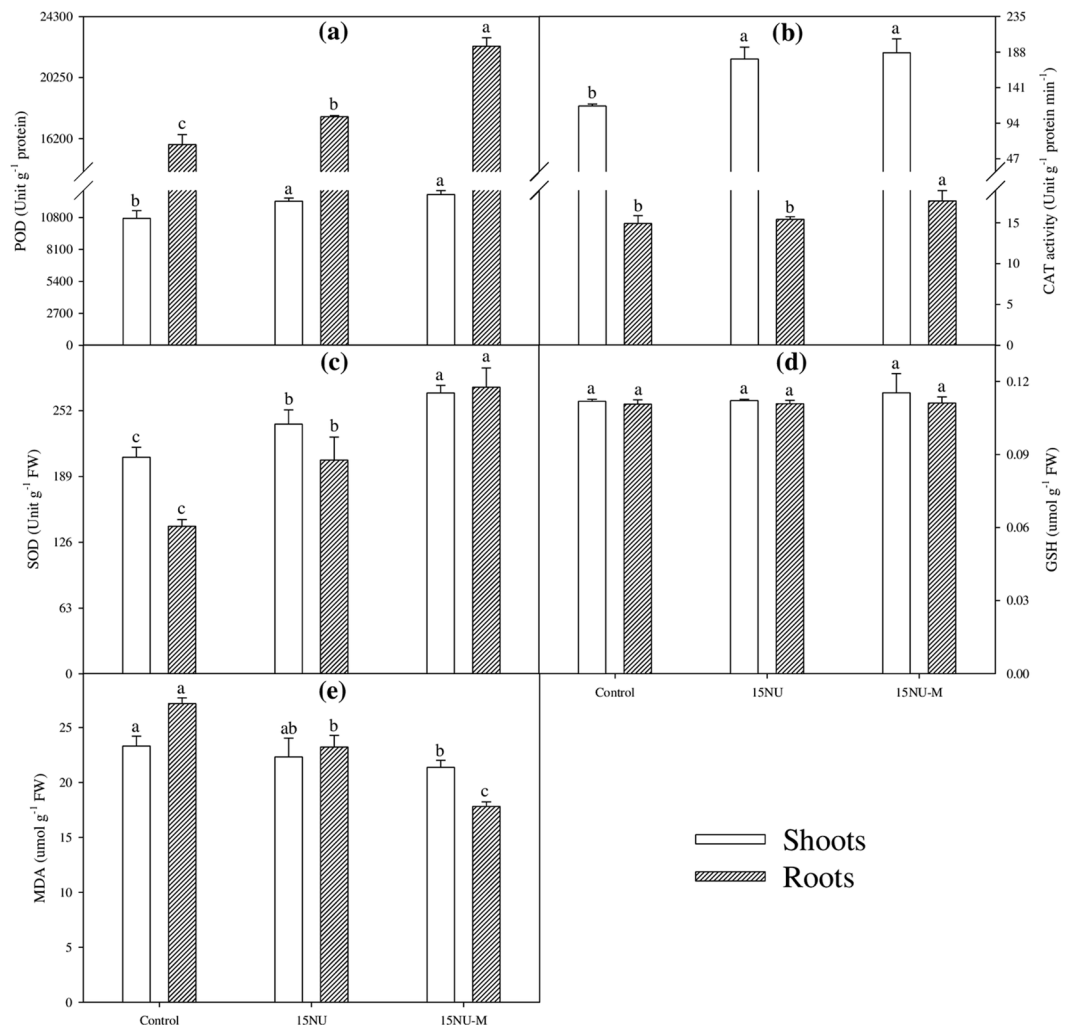 (a)
24300
20250
16200
10800
8100
5400
2700
0
POD (Unit g⁻¹ protein)
b
c
a
b
a
a
(b)
235
188
141
94
47
15
10
5
0
CAT activity (Unit g⁻¹ protein min⁻¹)
b
b
a
b
a
a
(c)
252
189
126
63
0
SOD (Unit g⁻¹ FW)
c
c
b
b
a
a
(d)
0.12
0.09
0.06
0.03
0.00
GSH (umol g⁻¹ FW)
a
a
a
a
a
a
Control
15NU
15NU-M
(e)
25
20
15
10
5
0
MDA (umol g⁻¹ FW)
a
a
ab
b
b
c
Control
15NU
15NU-M
Shoots
Roots